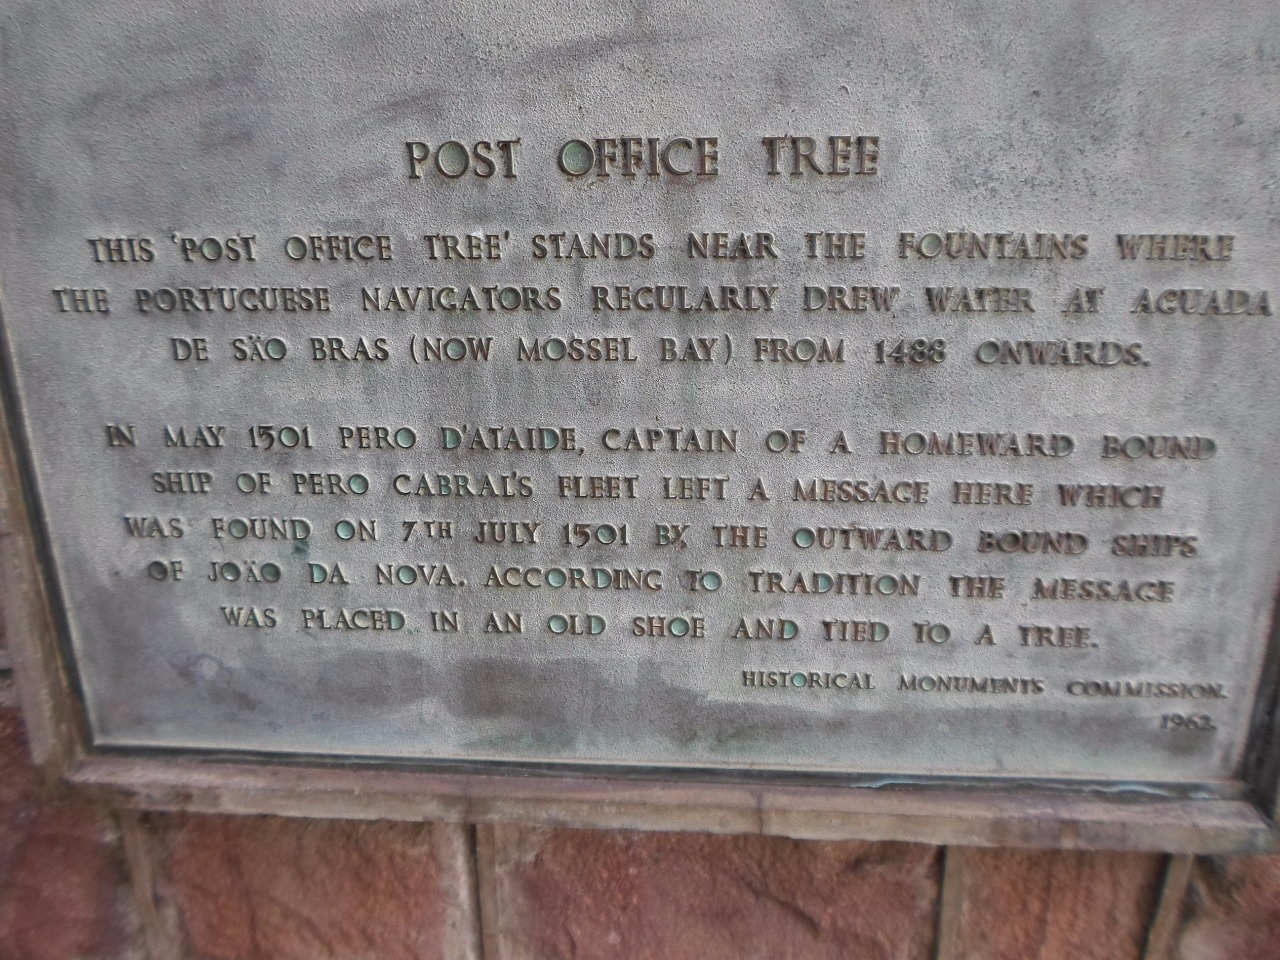 POST OFFICE TREE
THIS 'POST OFFICE TREE' STANDS NEAR THE FOUNTAINS WHERE
THE PORTUGUESE NAVIGATORS REGULARLY DREW WATER AT AGUADA
DE SÄO BRAS (NOW MOSSEL BAY) FROM 1488 ONWARDS.
IN MAY 1501 PERO D'ATAIDE, CAPTAIN OF A HOMEWARD BOUND
SHIP OF PERO CABRAL'S FLEET LEFT A MESSAGE HERE WHICH
WAS FOUND ON 7TH JULY 1501 BY THE OUTWARD BOUND SHIPS
OF JOÄO DA NOVA. ACCORDING TO TRADITION THE MESSAGE
WAS PLACED IN AN OLD SHOE AND TIED TO A TREE.
HISTORICAL MONUMENTS COMMISSION.
1962.